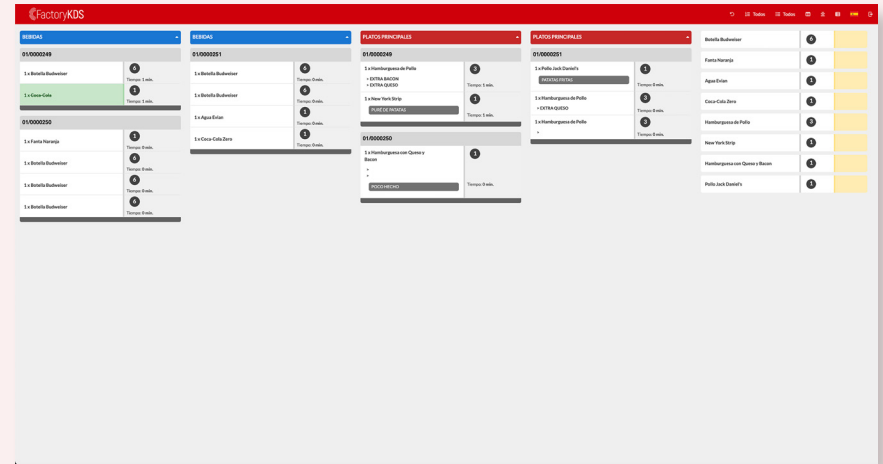 FactoryKDS
Todos
Todos
BEBIDAS
01/0000249
1 x Botella Budweiser
6
Tiempo: 1 min.
1 x Coca-Cola
1
Tiempo: 1 min.
01/0000250
1 x Fanta Naranja
1
Tiempo: 0 min.
1 x Botella Budweiser
6
Tiempo: 0 min.
1 x Botella Budweiser
6
Tiempo: 0 min.
1 x Botella Budweiser
6
Tiempo: 0 min.
BEBIDAS
01/0000251
1 x Botella Budweiser
6
Tiempo: 0 min.
1 x Botella Budweiser
6
Tiempo: 0 min.
1 x Agua Evian
1
Tiempo: 0 min.
1 x Coca-Cola Zero
1
Tiempo: 0 min.
PLATOS PRINCIPALES
01/0000249
1 x Hamburguesa de Pollo
+ EXTRA BACON
+ EXTRA QUESO
3
Tiempo: 1 min.
1 x New York Strip
PURÉ DE PATATAS
1
Tiempo: 1 min.
01/0000250
1 x Hamburguesa con Queso y
Bacon
+
+
POCO HECHO
1
Tiempo: 0 min.
PLATOS PRINCIPALES
01/0000251
1 x Pollo Jack Daniel's
PATATAS FRITAS
1
Tiempo: 0 min.
1 x Hamburguesa de Pollo
+ EXTRA QUESO
3
Tiempo: 0 min.
1 x Hamburguesa de Pollo
+
3
Tiempo: 0 min.
Botella Budweiser
6
Fanta Naranja
1
Agua Evian
1
Coca-Cola Zero
1
Hamburguesa de Pollo
3
New York Strip
1
Hamburguesa con Queso y Bacon
1
Pollo Jack Daniel's
1